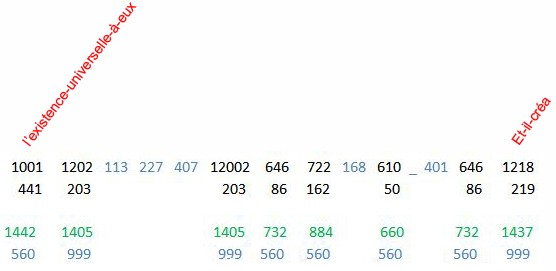 l'existence-universelle-à-eux Et-il-créa
1001 1202 113 227 407 12002 646 722 168 610 _ 401 646 1218
441 203 203 86 162 50 86 219
1442 1405 1405 732 884 660 732 1437
560 999 999 560 560 560 560 999